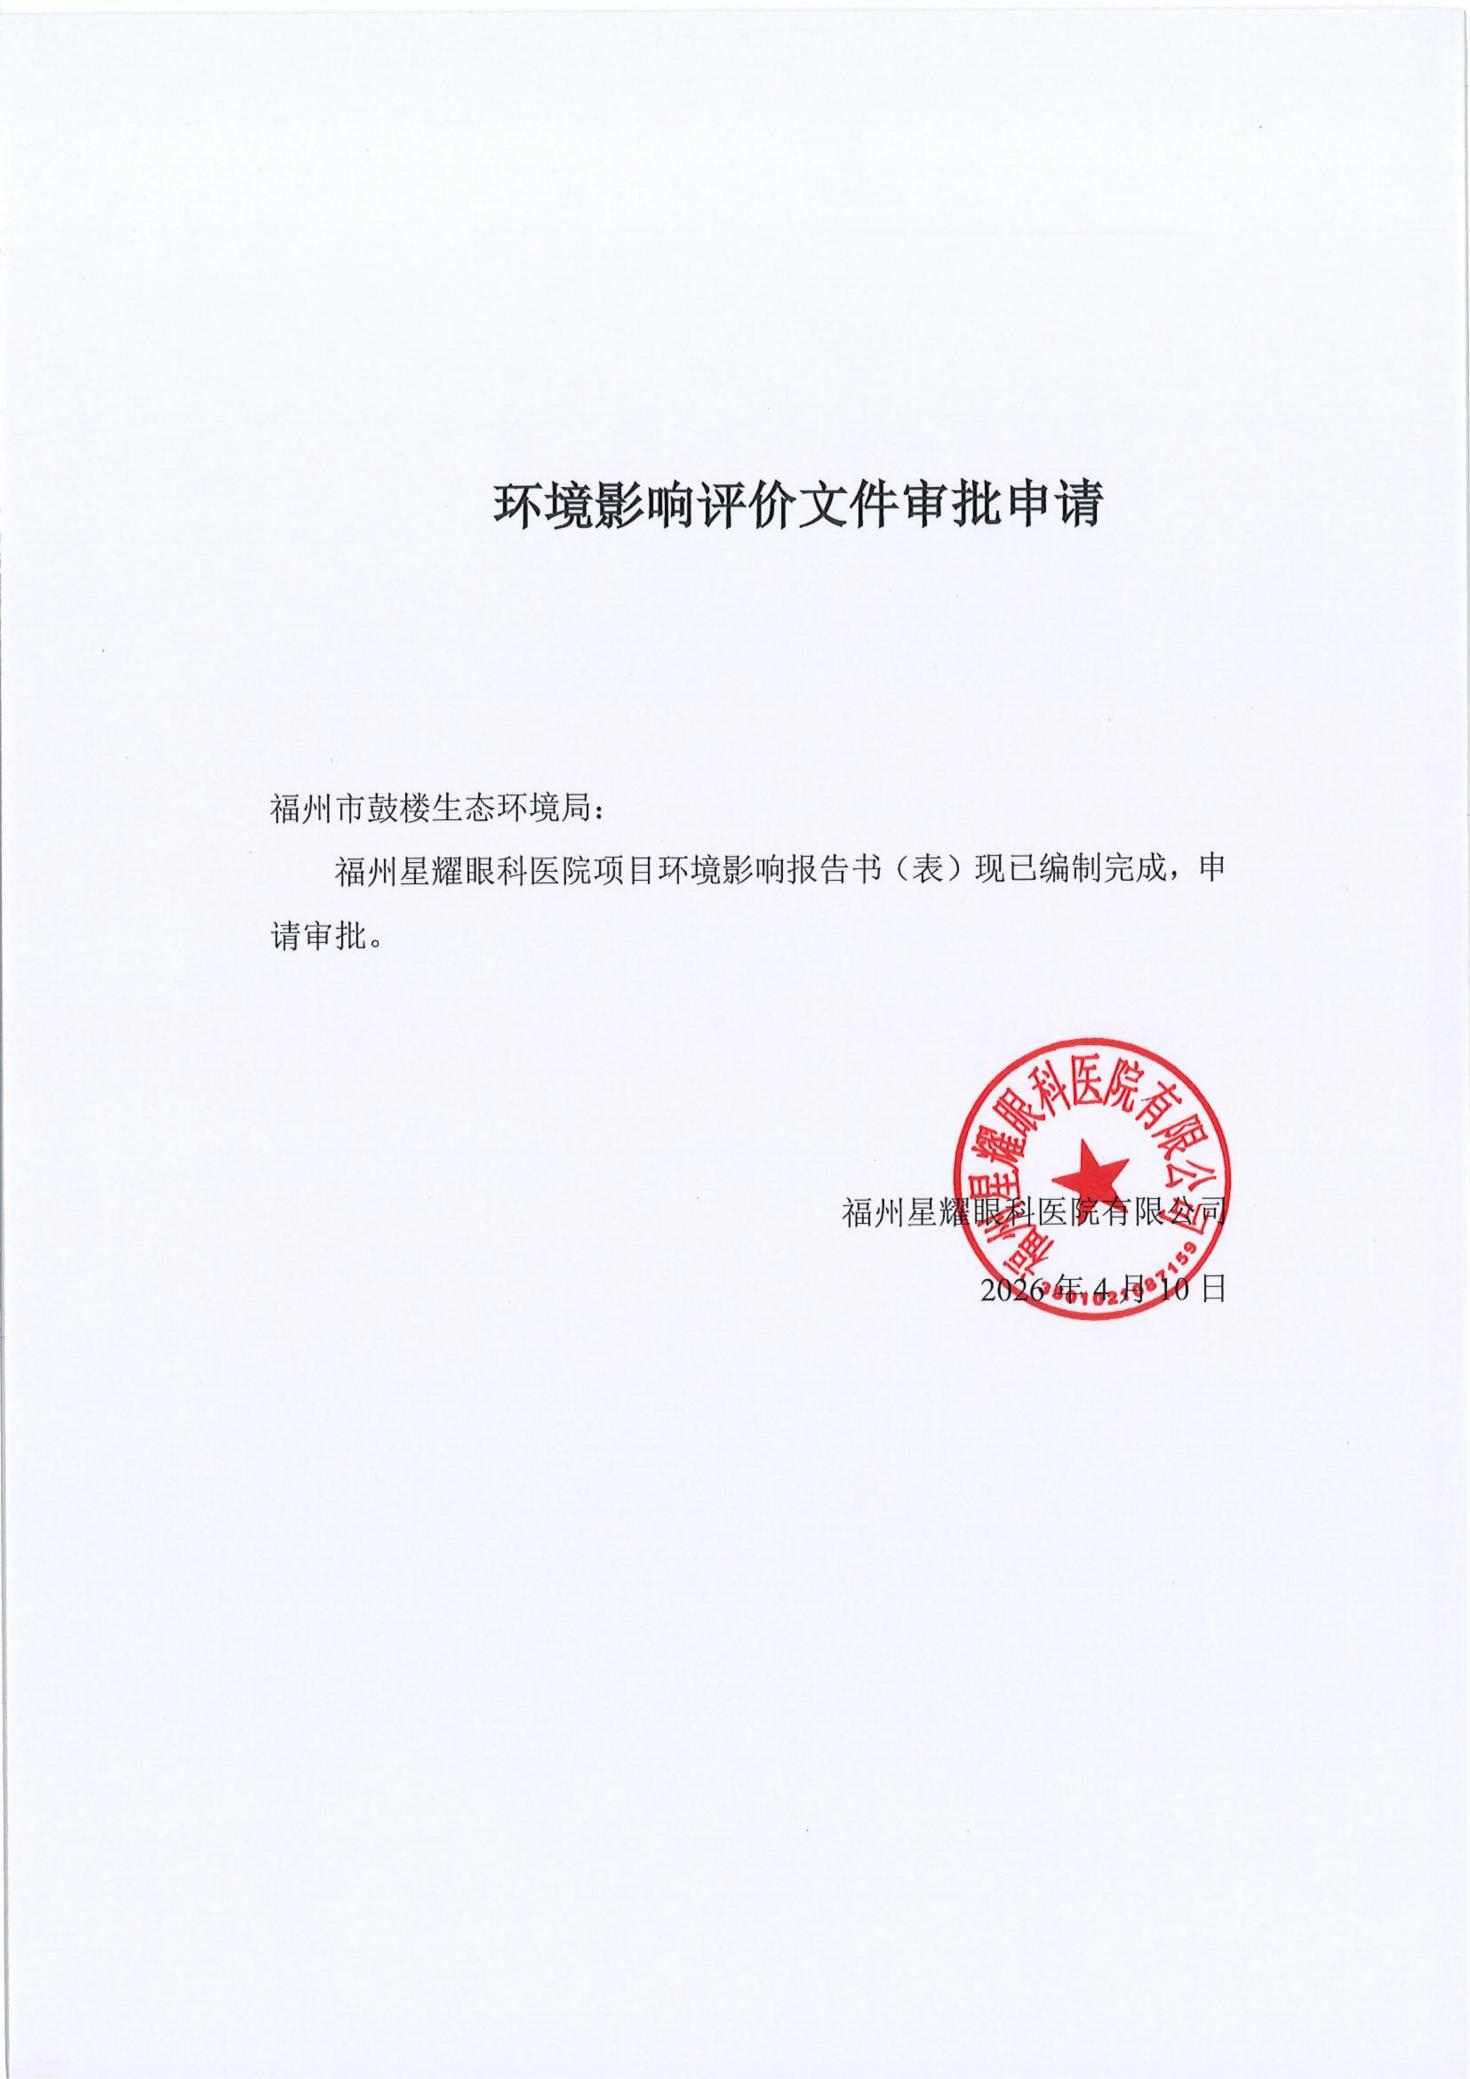 环境影响评价文件审批申请
福州市鼓楼生态环境局：
福州星耀眼科医院项目环境影响报告书（表）现已编制完成，申
请审批。
福州星耀眼科医院有限公司
福州星耀眼科医院有限公司
2026年4月10日